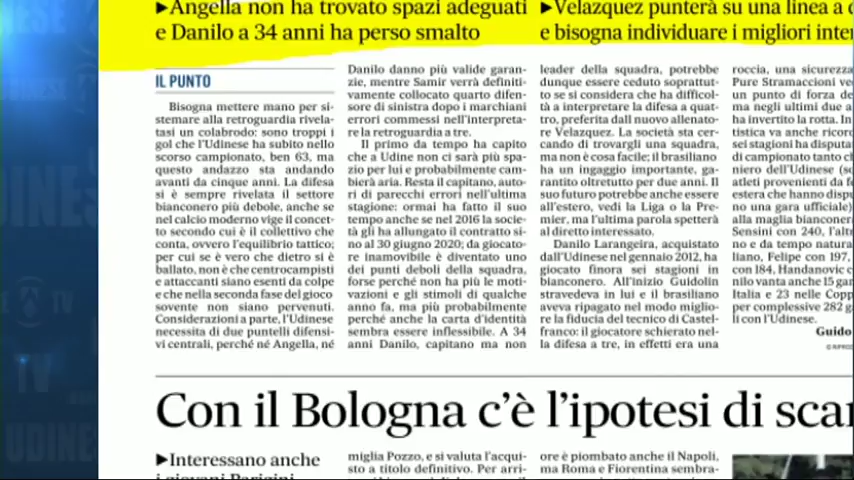 ▶Angella non ha trovato spazi adeguati
e Danilo a 34 anni ha perso smalto
▶Velazquez punterà su una linea a
e bisogna individuare i migliori
IL PUNTO
Bisogna mettere mano per si-
stemare alla retroguardia rivela-
tasi un colabrodo: sono troppi i
gol che l'Udinese ha subito nello
scorso campionato, ben 63, ma
questo andazzo sta andando
avanti da cinque anni. La difesa
si è sempre rivelata il settore
bianconero più debole, anche se
nel calcio moderno vige il concet-
to secondo cui è il collettivo che
conta, ovvero l'equilibrio tattico;
per cui se è vero che dietro si è
ballato, non è che centrocampisti
e attaccanti siano esenti da colpe
e che nella seconda fase del gioco
sovente non siano pervenuti.
Considerazioni a parte, l'Udinese
necessita di due puntelli difensi-
vi centrali, perché né Angella, né
Danilo danno più valide garan-
zie, mentre Samir verrà definiti-
vamente collocato quarto difen-
sore di sinistra dopo i marchiani
errori commessi nell'interpreta-
re la retroguardia a tre.
Il primo da tempo ha capito
che a Udine non ci sarà più spa-
zio per lui e probabilmente cam-
bierà aria. Resta il capitano, auto-
ri di parecchi errori nell'ultima
stagione: ormai ha fatto il suo
tempo anche se nel 2016 la socie-
tà gli ha allungato il contratto si-
no al 30 giugno 2020; da giocato-
re inamovibile è diventato uno
dei punti deboli della squadra,
forse perché non ha più le moti-
vazioni e gli stimoli di qualche
anno fa, ma più probabilmente
perché anche la carta d'identità
sembra essere inflessibile. A 34
anni Danilo, capitano ma non
leader della squadra, potrebbe
dunque essere ceduto soprattut-
to se si considera che ha difficol-
tà a interpretare la difesa a quat-
tro, preferita dall nuovo allenato-
re Velazquez. La società sta cer-
cando di trovargli una squadra,
ma non è cosa facile; il brasiliano
ha un ingaggio importante, ga-
rantito oltretutto per due anni. Il
suo futuro potrebbe anche essere
all'estero, vedi la Liga o la Pre-
mier, ma l'ultima parola spetterà
al diretto interessato.
Danilo Larangeira, acquistato
dall'Udinese nel gennaio 2012, ha
giocato finora sei stagioni in
bianconero. All'inizio Guidolin
stravedeva in lui e il brasiliano
aveva ripagato nel modo miglio-
re la fiducia del tecnico di Castel-
franco: il giocatore schierato nel-
la difesa a tre, in effetti era una
roccia, una sicurezza
Pure Stramaccioni
un punto di forza de
ma negli ultimi due a
ha invertito la rotta. In
tistica va anche ricor
sei stagioni ha disputa
di campionato tanto
niero dell'Udinese
atleti provenienti da
estera che hanno
no una gara ufficiale)
alla maglia bianconer
Sensini con 240,
no e da tempo natura
liano, Felipe con 197,
con 184, Handanovic
nilo vanta anche 15
Italia e 23 nelle Copp
per complessive 282
li con l'Udinese.
Guido
Con il Bologna c'è l'ipotesi di
▶Interessano anche
i giovani Parigini
miglia Pozzo, e si valuta l'acqui-
sto a titolo definitivo. Per arri-
ore è piombato anche il Napoli,
ma Roma e Fiorentina sembra-
UDINES
TV
UDINES